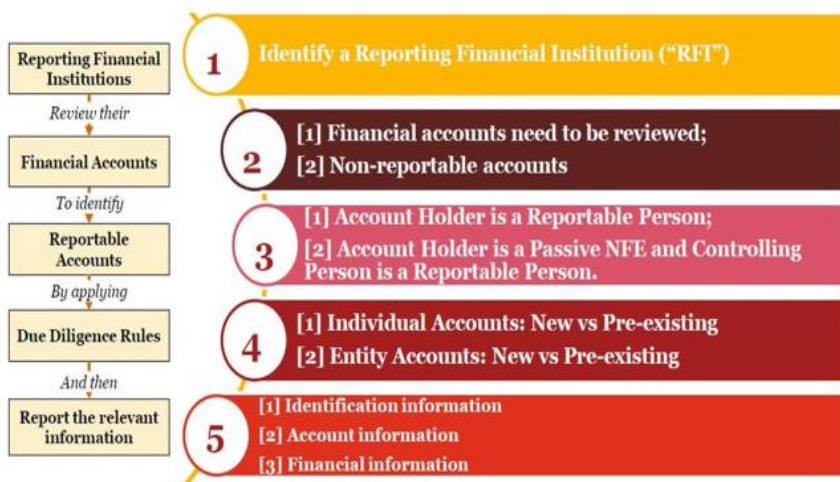 Reporting Financial
Institutions
Review their
Financial Accounts
To identify
Reportable
Accounts
By applying
Due Diligence Rules
And then
Report the relevant
information
1
Identify a Reporting Financial Institution (“RFI”)
2
[1] Financial accounts need to be reviewed;
[2] Non-reportable accounts
3
[1] Account Holder is a Reportable Person;
[2] Account Holder is a Passive NFE and Controlling
Person is a Reportable Person.
4
[1] Individual Accounts: New vs Pre-existing
[2] Entity Accounts: New vs Pre-existing
5
[1] Identification information
[2] Account information
[3] Financial information